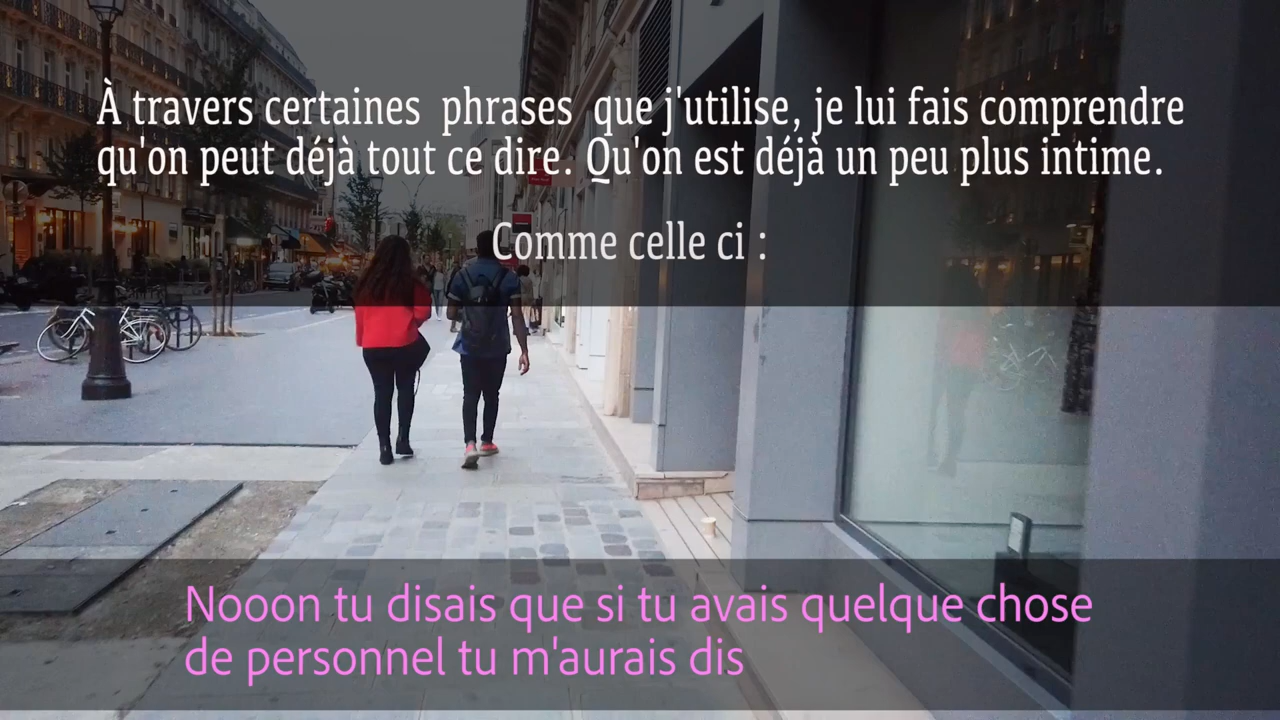 À travers certaines phrases que j'utilise, je lui fais comprendre
qu'on peut déjà tout ce dire. Qu'on est déjà un peu plus intime.
Comme celle ci :
Nooon tu disais que si tu avais quelque chose
de personnel tu m'aurais dis